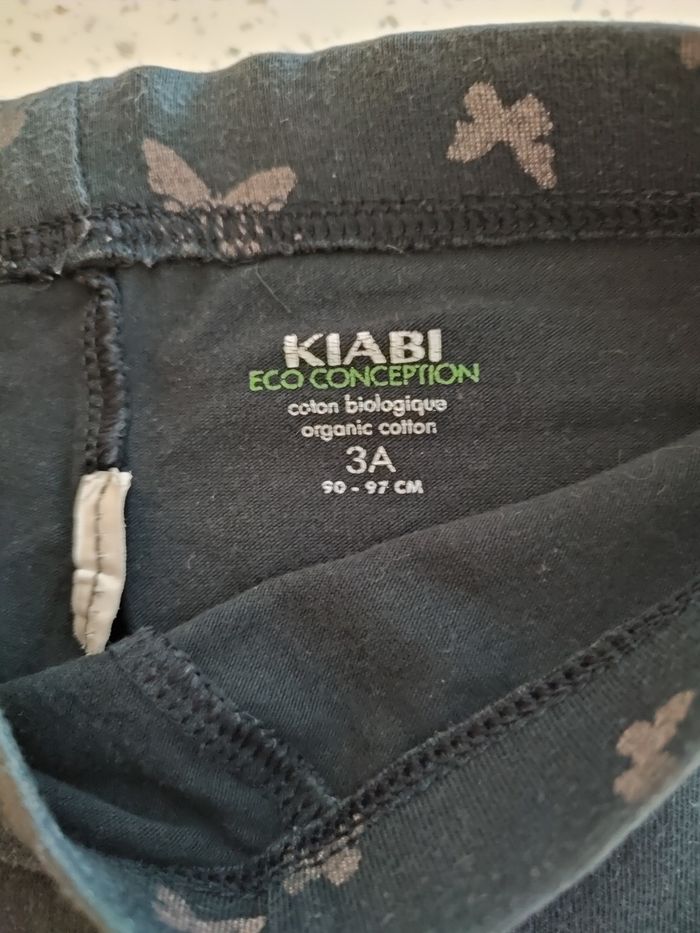 KIABI
ECO CONCEPTION
coton biologique
organic cotton
3A
90 - 97 CM